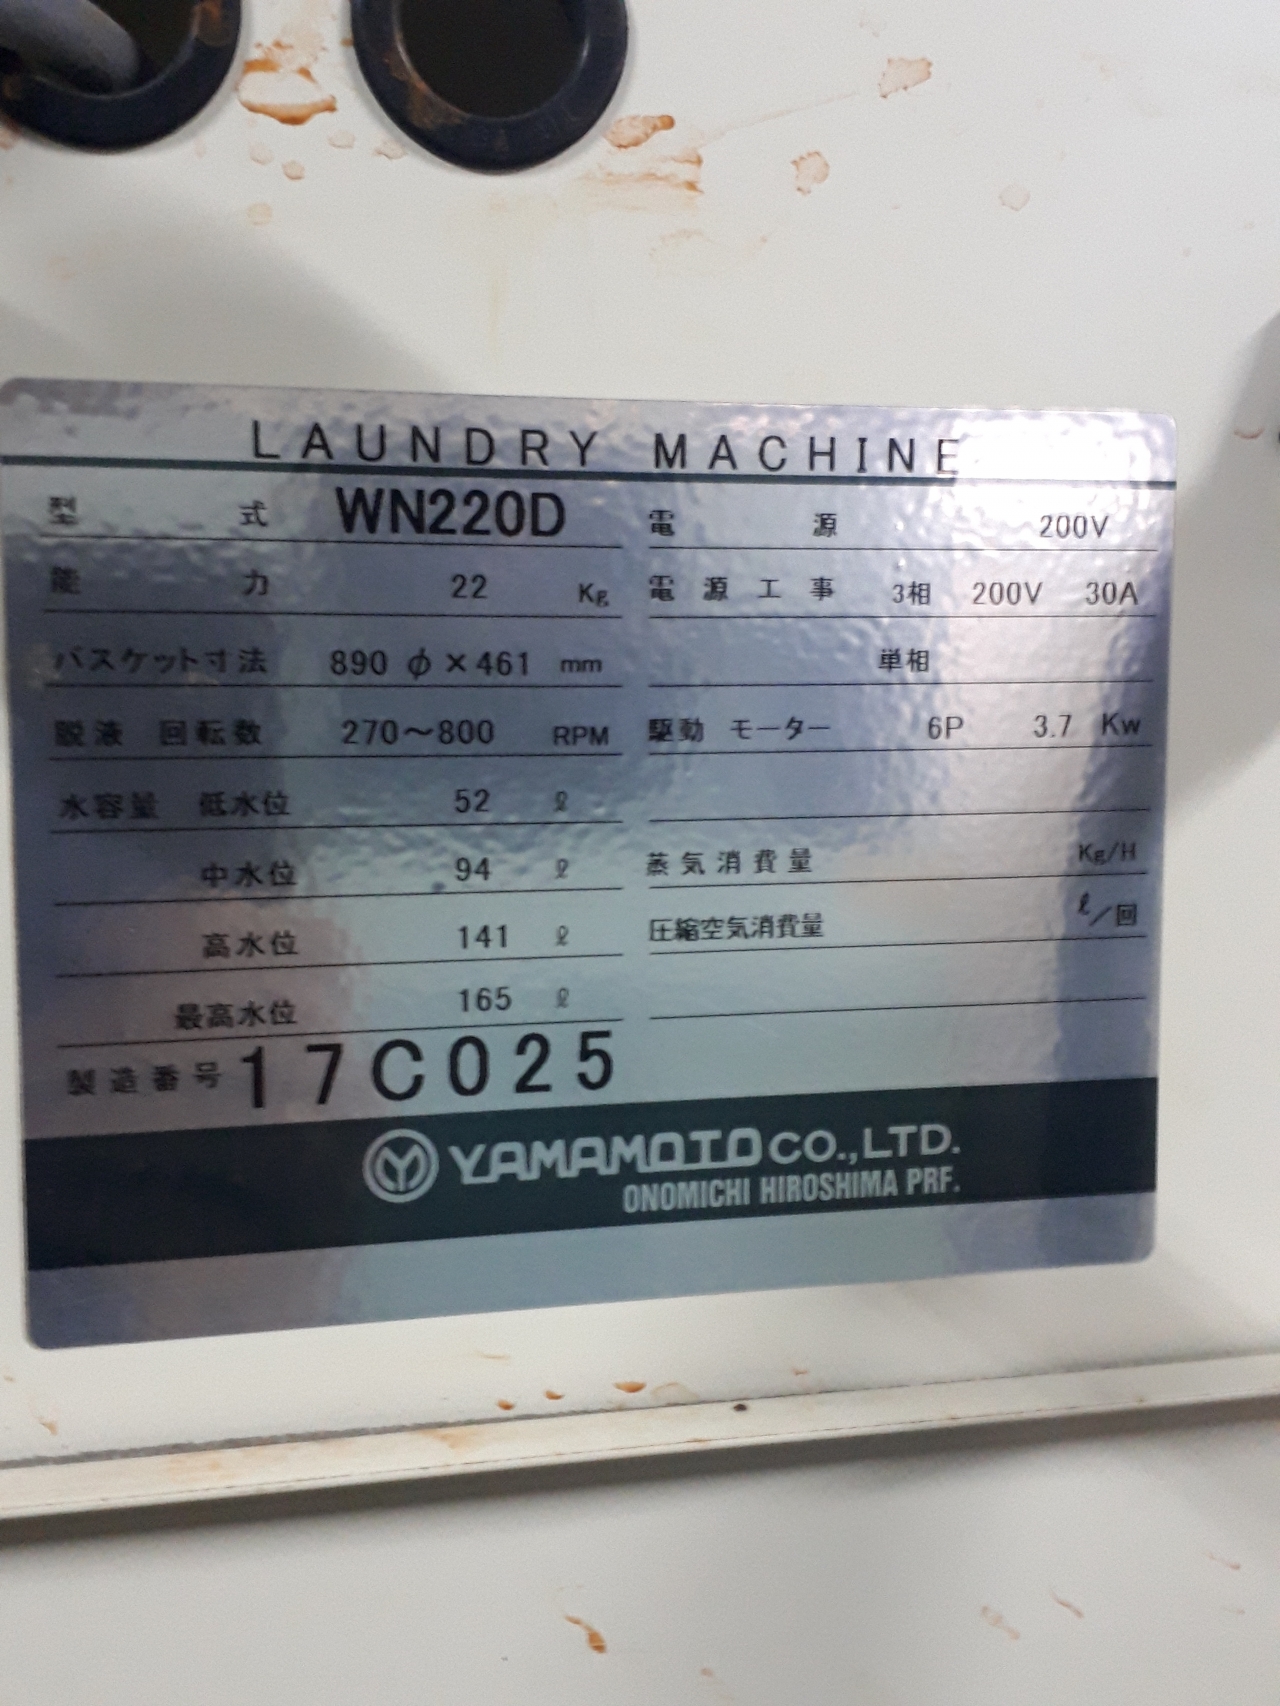 LAUNDRY MACHINE
型式 WN220D
能力 22 Kg
バスケット寸法 890 φ × 461 mm
脱液 回転数 270～800 RPM
水容量 低水位 52 ℓ
中水位 94 ℓ
高水位 141 ℓ
最高水位 165 ℓ
製造番号 17C025
電源 200V
電源工事 3相 200V 30A
単相
駆動 モーター 6P 3.7 Kw
蒸気消費量 Kg/H
圧縮空気消費量 ℓ/回
YAMAMOTO CO.,LTD.
ONOMICHI HIROSHIMA PRF.